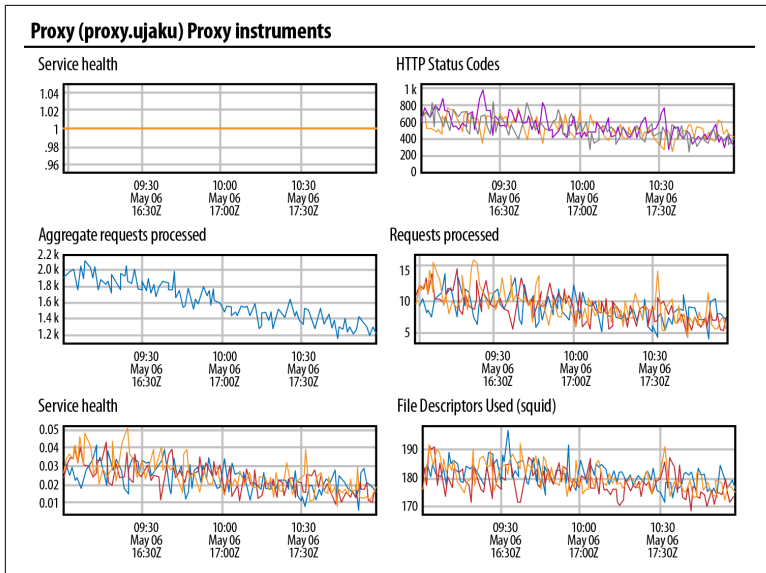 Proxy (proxy.ujaku) Proxy instruments
Service health
1.04
1.02
1
.98
.96
09:30
May 06
16:30Z
10:00
May 06
17:00Z
10:30
May 06
17:30Z
HTTP Status Codes
1 k
800
600
400
200
0
09:30
May 06
16:30Z
10:00
May 06
17:00Z
10:30
May 06
17:30Z
Aggregate requests processed
2.2 k
2.0 k
1.8 k
1.6 k
1.4 k
1.2 k
09:30
May 06
16:30Z
10:00
May 06
17:00Z
10:30
May 06
17:30Z
Requests processed
15
10
5
09:30
May 06
16:30Z
10:00
May 06
17:00Z
10:30
May 06
17:30Z
Service health
0.05
0.04
0.03
0.02
0.01
09:30
May 06
16:30Z
10:00
May 06
17:00Z
10:30
May 06
17:30Z
File Descriptors Used (squid)
190
180
170
09:30
May 06
16:30Z
10:00
May 06
17:00Z
10:30
May 06
17:30Z